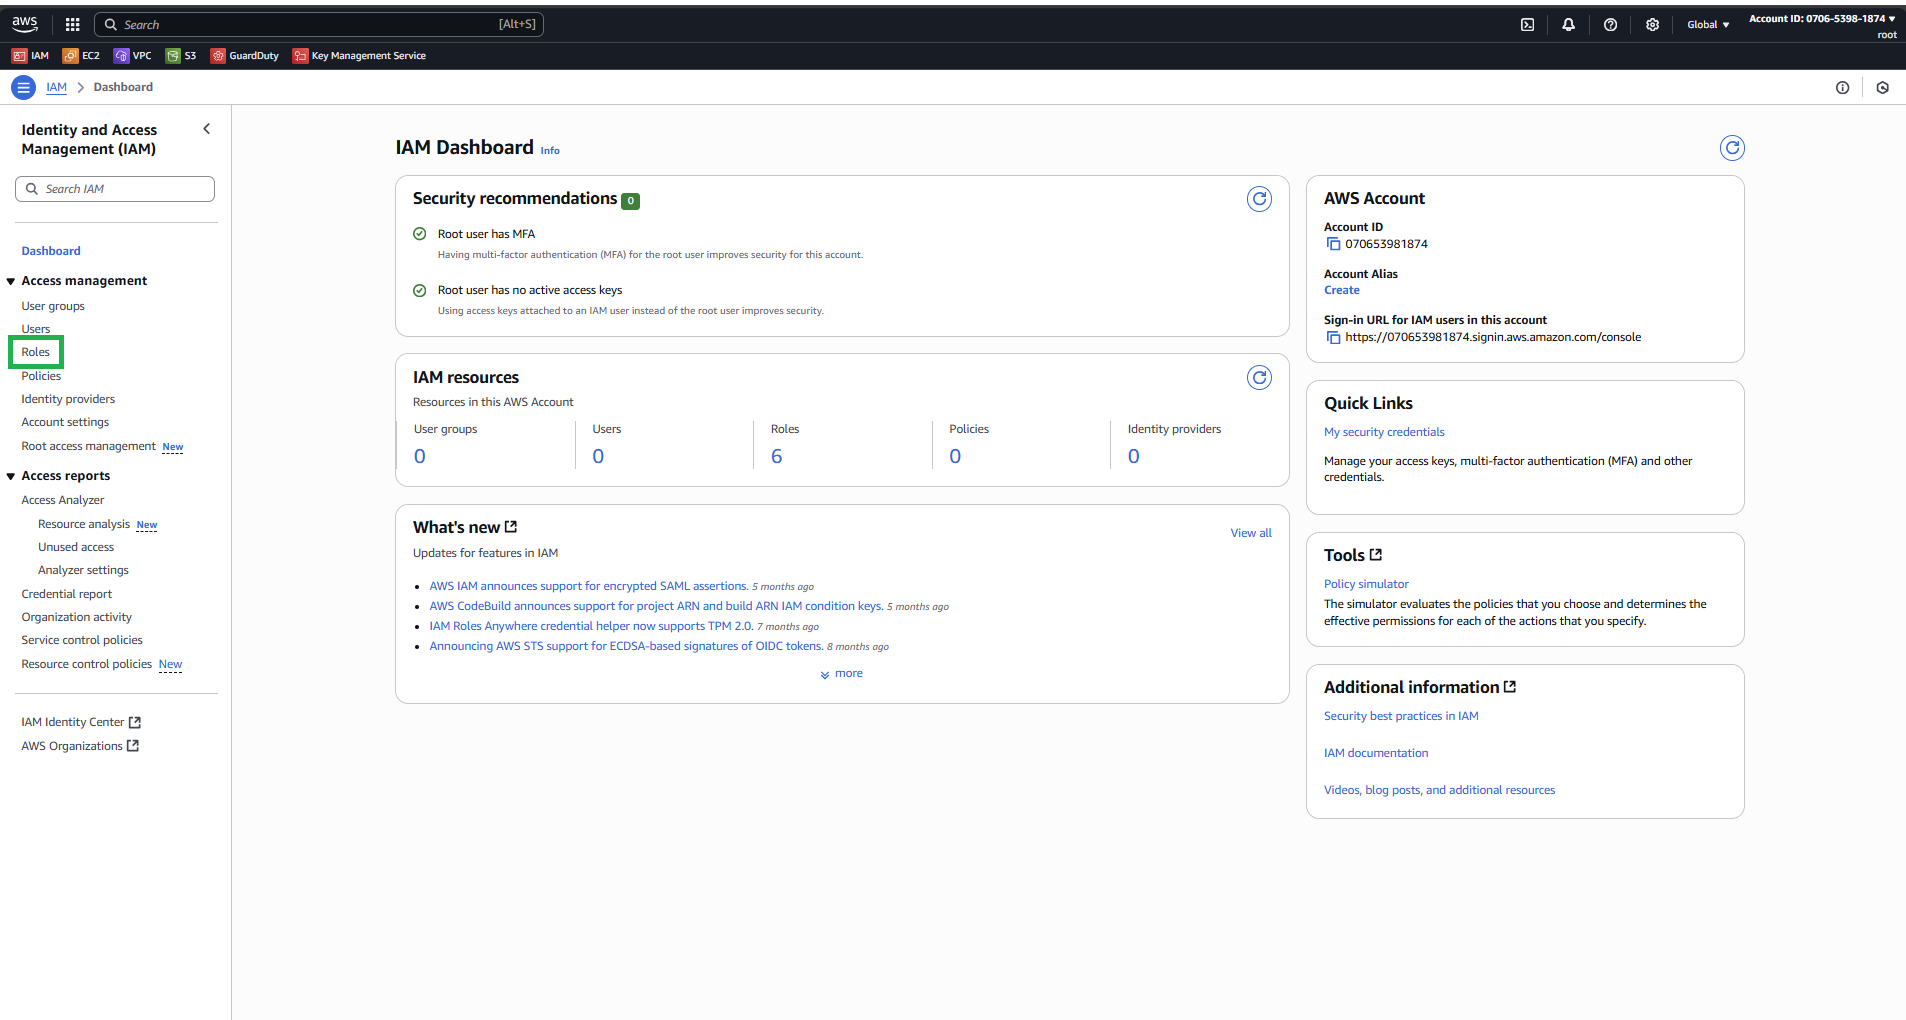 aws
Search
[Alt+S]
Global
Account ID: 0706-5398-1874
root
IAM
EC2
VPC
S3
GuardDuty
Key Management Service
IAM > Dashboard
Identity and Access
Management (IAM)
Search IAM
Dashboard
Access management
User groups
Users
Roles
Policies
Identity providers
Account settings
Root access management New
Access reports
Access Analyzer
Resource analysis New
Unused access
Analyzer settings
Credential report
Organization activity
Service control policies
Resource control policies New
IAM Identity Center
AWS Organizations
IAM Dashboard Info
Security recommendations 0
Root user has MFA
Having multi-factor authentication (MFA) for the root user improves security for this account.
Root user has no active access keys
Using access keys attached to an IAM user instead of the root user improves security.
IAM resources
Resources in this AWS Account
User groups
0
Users
0
Roles
6
Policies
0
Identity providers
0
What's new
View all
Updates for features in IAM
• AWS IAM announces support for encrypted SAML assertions. 5 months ago
• AWS CodeBuild announces support for project ARN and build ARN IAM condition keys. 5 months ago
• IAM Roles Anywhere credential helper now supports TPM 2.0. 7 months ago
• Announcing AWS STS support for ECDSA-based signatures of OIDC tokens. 8 months ago
more
AWS Account
Account ID
070653981874
Account Alias
Create
Sign-in URL for IAM users in this account
https://070653981874.signin.aws.amazon.com/console
Quick Links
My security credentials
Manage your access keys, multi-factor authentication (MFA) and other
credentials.
Tools
Policy simulator
The simulator evaluates the policies that you choose and determines the
effective permissions for each of the actions that you specify.
Additional information
Security best practices in IAM
IAM documentation
Videos, blog posts, and additional resources